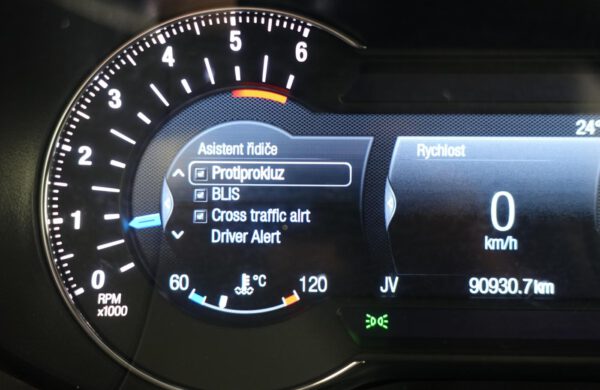 6
5
4
3
2
1
0
RPM
x1000
24°
Asistent řidiče
Protiprokluz
BLIS
Cross traffic alrt
Driver Alert
60 °C 120
Rychlost
0
km/h
JV 90930.7km